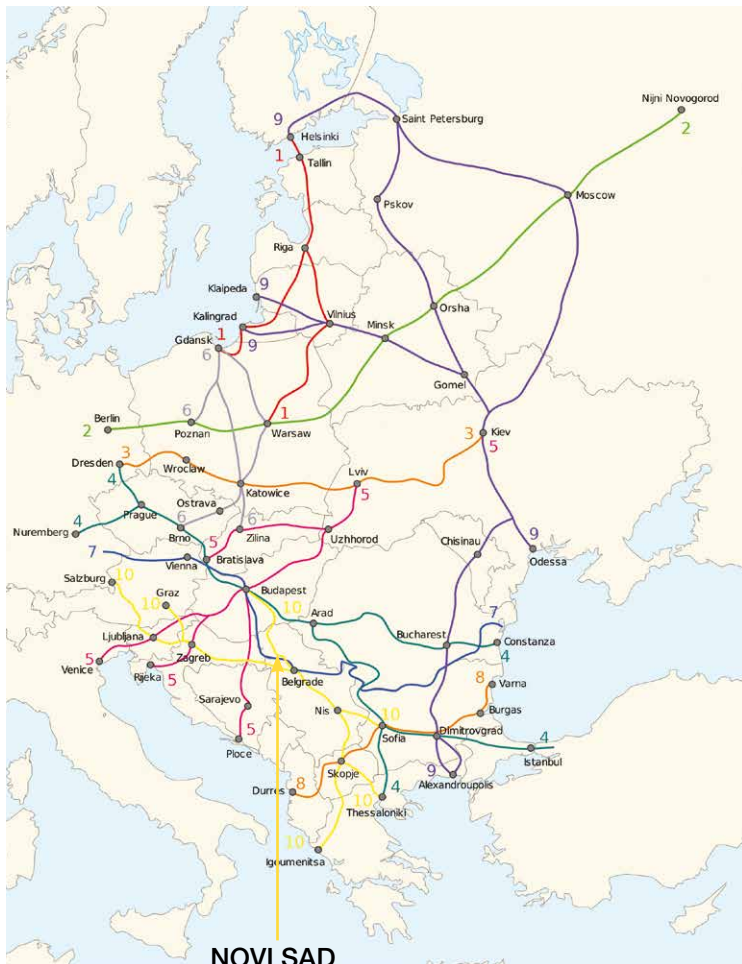 Nijni Novogorod
2
9
Saint Petersburg
Helsinki
1
Tallin
Moscow
Pskov
Riga
Klaipeda
9
Orsha
Kalingrad
Vilnius
1
Minsk
Gdansk
9
6
Gomel
Berlin
6
1
2
Poznan
Warsaw
3
Kiev
5
3
Dresden
Wroclaw
Lviv
4
Katowice
5
Ostrava
4
Prague
6
6
Nuremberg
Brno
Zilina
Uzhhorod
5
Chisinau
9
7
Vienna
Bratislava
Odessa
Salzburg
10
Graz
Budapest
10
10
Arad
7
Ljubljana
Bucharest
Constanza
4
Zagreb
Venice
5
Rijeka
5
Belgrade
8
Varna
Sarajevo
Nis
10
Burgas
5
Sofia
Dimitrovgrad
Ploce
4
Istanbul
Skopje
9
8
Durres
10
4
Alexandroupolis
Thessaloniki
10
Igoumenitsa
NOVI SAD